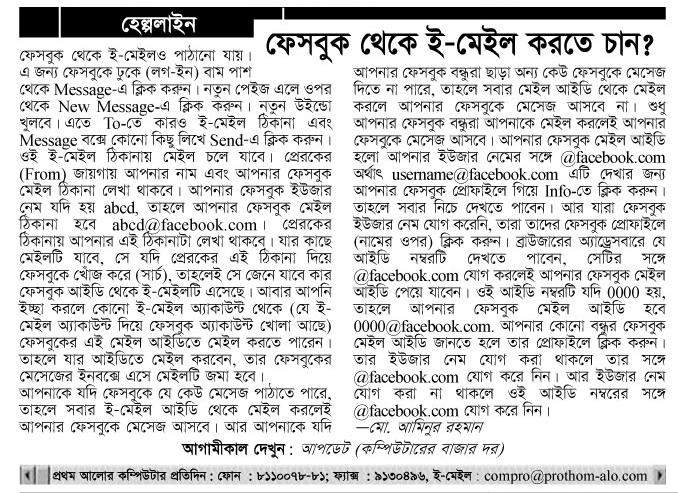 হেল্পলাইন
ফেসবুক থেকে ই-মেইল করতে চান?
ফেসবুক থেকে ই-মেইলও পাঠানো যায়।
এ জন্য ফেসবুকে ঢুকে (লগ-ইন) বাম পাশ
থেকে Message-এ ক্লিক করুন। নতুন পেইজ এলে ওপর
থেকে New Message-এ ক্লিক করুন। নতুন উইন্ডো
খুলবে। এতে To-তে কারও ই-মেইল ঠিকানা এবং
Message বক্সে কোনো কিছু লিখে Send-এ ক্লিক করুন।
ওই ই-মেইল ঠিকানায় মেইল চলে যাবে। প্রেরকের
(From) জায়গায় আপনার নাম এবং আপনার ফেসবুক
মেইল ঠিকানা লেখা থাকবে। আপনার ফেসবুক ইউজার
নেম যদি হয় abcd, তাহলে আপনার ফেসবুক মেইল
ঠিকানা হবে abcd@facebook.com। প্রেরকের
ঠিকানায় আপনার এই ঠিকানাটা লেখা থাকবে। যার কাছে
মেইলটি যাবে, সে যদি প্রেরকের এই ঠিকানা দিয়ে
ফেসবুকে খোঁজ করে (সার্চ), তাহলেই সে জেনে যাবে কার
ফেসবুক আইডি থেকে ই-মেইলটি এসেছে। আবার আপনি
ইচ্ছা করলে কোনো ই-মেইল অ্যাকাউন্ট থেকে (যে ই-
মেইল অ্যাকাউন্ট দিয়ে ফেসবুক অ্যাকাউন্ট খোলা আছে)
ফেসবুকের এই মেইল আইডিতে মেইল করতে পারেন।
তাহলে যার আইডিতে মেইল করবেন, তার ফেসবুকের
মেসেজের ইনবক্সে এসে মেইলটি জমা হবে।
আপনাকে যদি ফেসবুকে যে কেউ মেসেজ পাঠাতে পারে,
তাহলে সবার ই-মেইল আইডি থেকে মেইল করলেই
আপনার ফেসবুকে মেসেজ আসবে। আর আপনাকে যদি
আপনার ফেসবুক বন্ধুরা ছাড়া অন্য কেউ ফেসবুকে মেসেজ
দিতে না পারে, তাহলে সবার মেইল আইডি থেকে মেইল
করলে আপনার ফেসবুকে মেসেজ আসবে না। শুধু
আপনার ফেসবুক বন্ধুরা আপনাকে মেইল করলেই আপনার
ফেসবুকে মেসেজ আসবে। আপনার ফেসবুক মেইল আইডি
হলো আপনার ইউজার নেমের সঙ্গে @facebook.com
অর্থাৎ username@facebook.com এটি দেখার জন্য
আপনার ফেসবুক প্রোফাইলে গিয়ে Info-তে ক্লিক করুন।
তাহলে সবার নিচে দেখতে পাবেন। আর যারা ফেসবুক
ইউজার নেম যোগ করেনি, তারা তাদের ফেসবুক প্রোফাইলে
(নামের ওপর) ক্লিক করুন। ব্রাউজারের অ্যাড্রেসবারে যে
আইডি নম্বরটি দেখতে পাবেন, সেটির সঙ্গে
@facebook.com যোগ করলেই আপনার ফেসবুক মেইল
আইডি পেয়ে যাবেন। ওই আইডি নম্বরটি যদি 0000 হয়,
তাহলে আপনার ফেসবুক মেইল আইডি হবে
0000@facebook.com. আপনার কোনো বন্ধুর ফেসবুক
মেইল আইডি জানতে হলে তার প্রোফাইলে ক্লিক করুন।
তার ইউজার নেম যোগ করা থাকলে তার সঙ্গে
@facebook.com যোগ করে নিন। আর ইউজার নেম
যোগ করা না থাকলে ওই আইডি নম্বরের সঙ্গে
@facebook.com যোগ করে নিন।
—মো. আমিনুর রহমান
আগামীকাল দেখুন : আপডেট (কম্পিউটারের বাজার দর)
প্রথম আলোর কম্পিউটার প্রতিদিন : ফোন : ৮১১০০৭৮-৮১; ফ্যাক্স : ৯১৩০৪৯৬, ই-মেইল : compro@prothom-alo.com